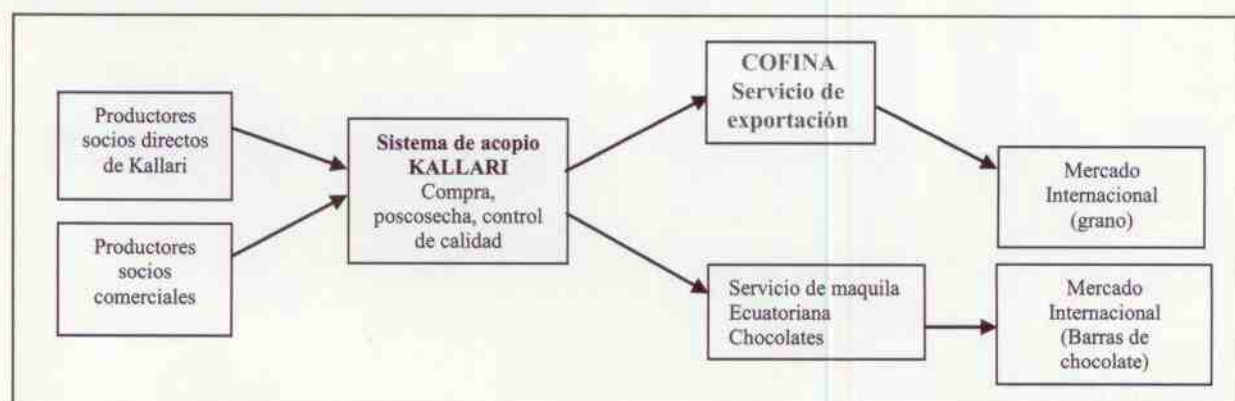 Productores
socios directos
de Kallari
Productores
socios
comerciales
Sistema de acopio
KALLARI
Compra,
poscosecha, control
de calidad
COFINA
Servicio de
exportación
Servicio de maquila
Ecuatoriana
Chocolates
Mercado
Internacional
(grano)
Mercado
Internacional
(Barras de
chocolate)